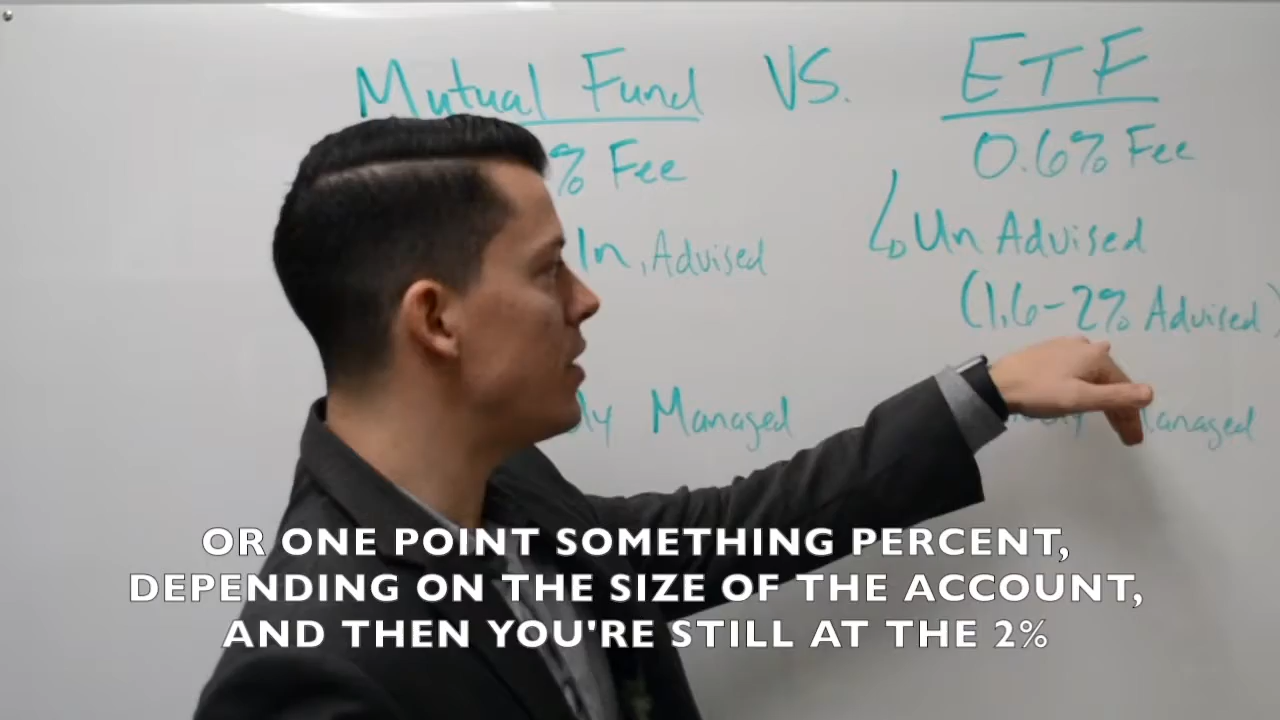 Mutual Fund VS. ETF
% Fee
0.6% Fee
In, Advised
Un Advised
(1.6-2% Advised)
ly Managed
Managed
OR ONE POINT SOMETHING PERCENT,
DEPENDING ON THE SIZE OF THE ACCOUNT,
AND THEN YOU'RE STILL AT THE 2%